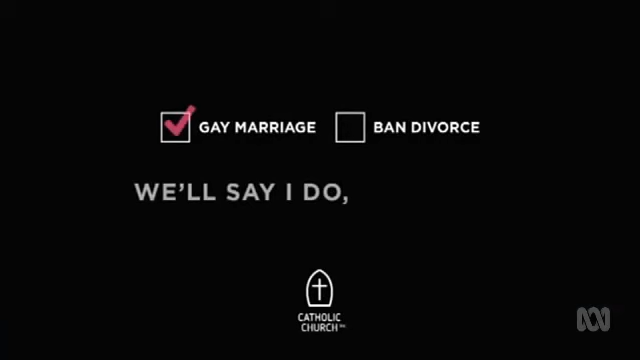 GAY MARRIAGE BAN DIVORCE
WE'LL SAY I DO,
CATHOLIC
CHURCH